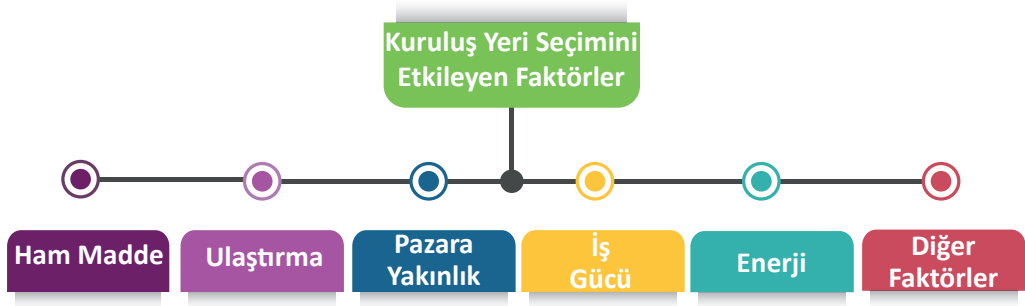 Kuruluş Yeri Seçimini
Etkileyen Faktörler
Ham Madde
Ulaştırma
Pazara
Yakınlık
İş
Gücü
Enerji
Diğer
Faktörler